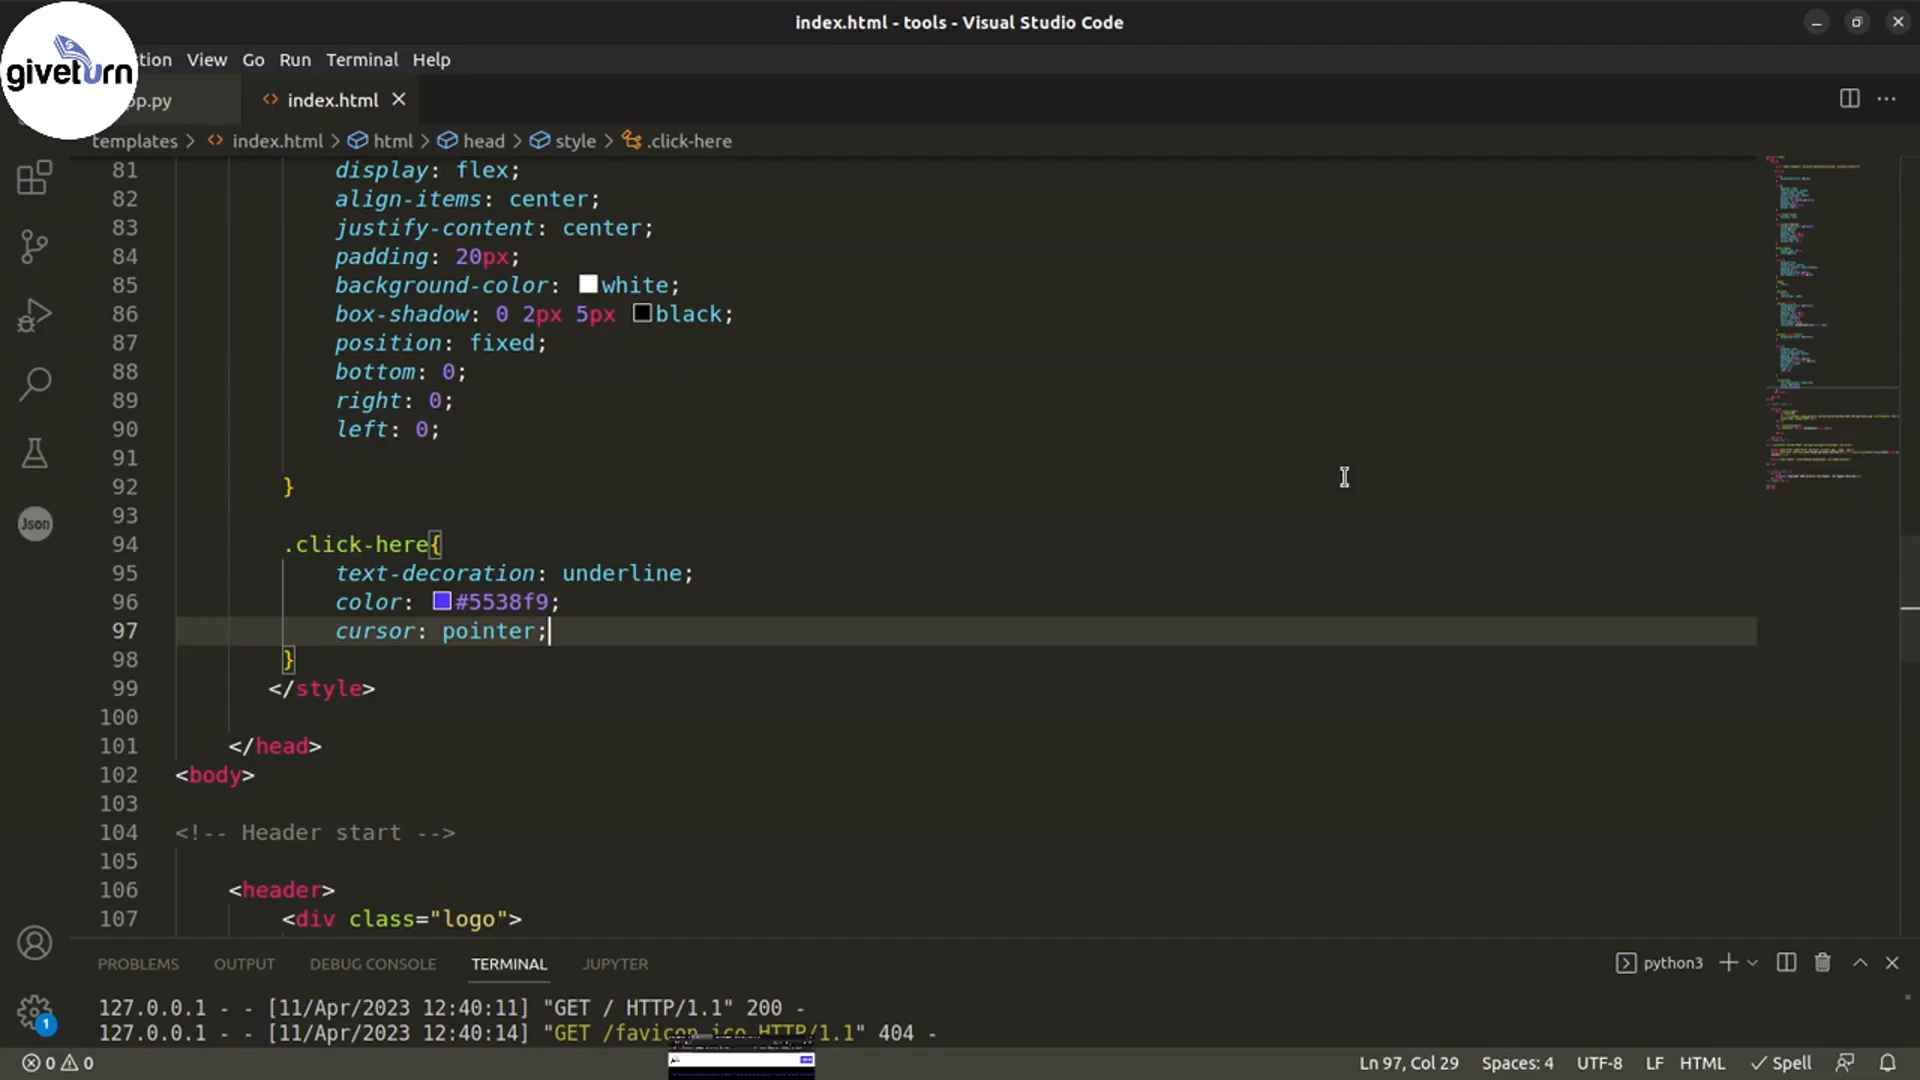 index.html - tools - Visual Studio Code
giveturn
tion View Go Run Terminal Help
pp.py
index.html
templates > index.html > html > head > style > .click-here
81 display: flex;
82 align-items: center;
83 justify-content: center;
84 padding: 20px;
85 background-color: white;
86 box-shadow: 0 2px 5px black;
87 position: fixed;
88 bottom: 0;
89 right: 0;
90 left: 0;
91
92 }
93
94 .click-here{
95 text-decoration: underline;
96 color: #5538f9;
97 cursor: pointer;
98 }
99 </style>
100
101 </head>
102 <body>
103
104 <!-- Header start -->
105
106 <header>
107 <div class="logo">
Json
PROBLEMS OUTPUT DEBUG CONSOLE TERMINAL JUPYTER
python3
127.0.0.1 - - [11/Apr/2023 12:40:11] "GET / HTTP/1.1" 200 -
127.0.0.1 - - [11/Apr/2023 12:40:14] "GET /favicon.ico HTTP/1.1" 404 -
1
0 0 Ln 97, Col 29 Spaces: 4 UTF-8 LF HTML Spell